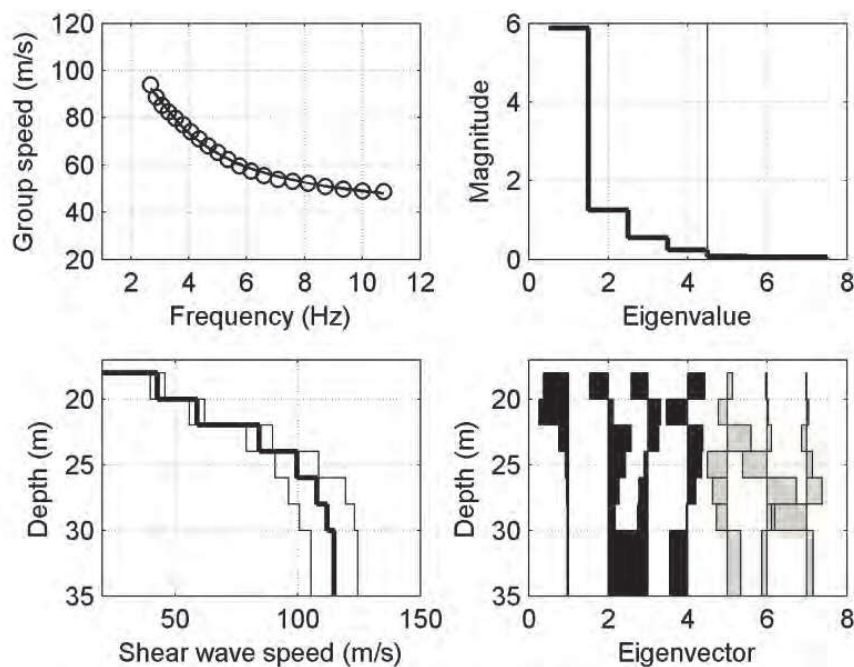 120
100
80
60
40
20
Group speed (m/s)
2 4 6 8 10 12
Frequency (Hz)
6
4
2
0
Magnitude
0 2 4 6 8
Eigenvalue
20
25
30
35
Depth (m)
50 100 150
Shear wave speed (m/s)
20
25
30
35
Depth (m)
0 2 4 6 8
Eigenvector